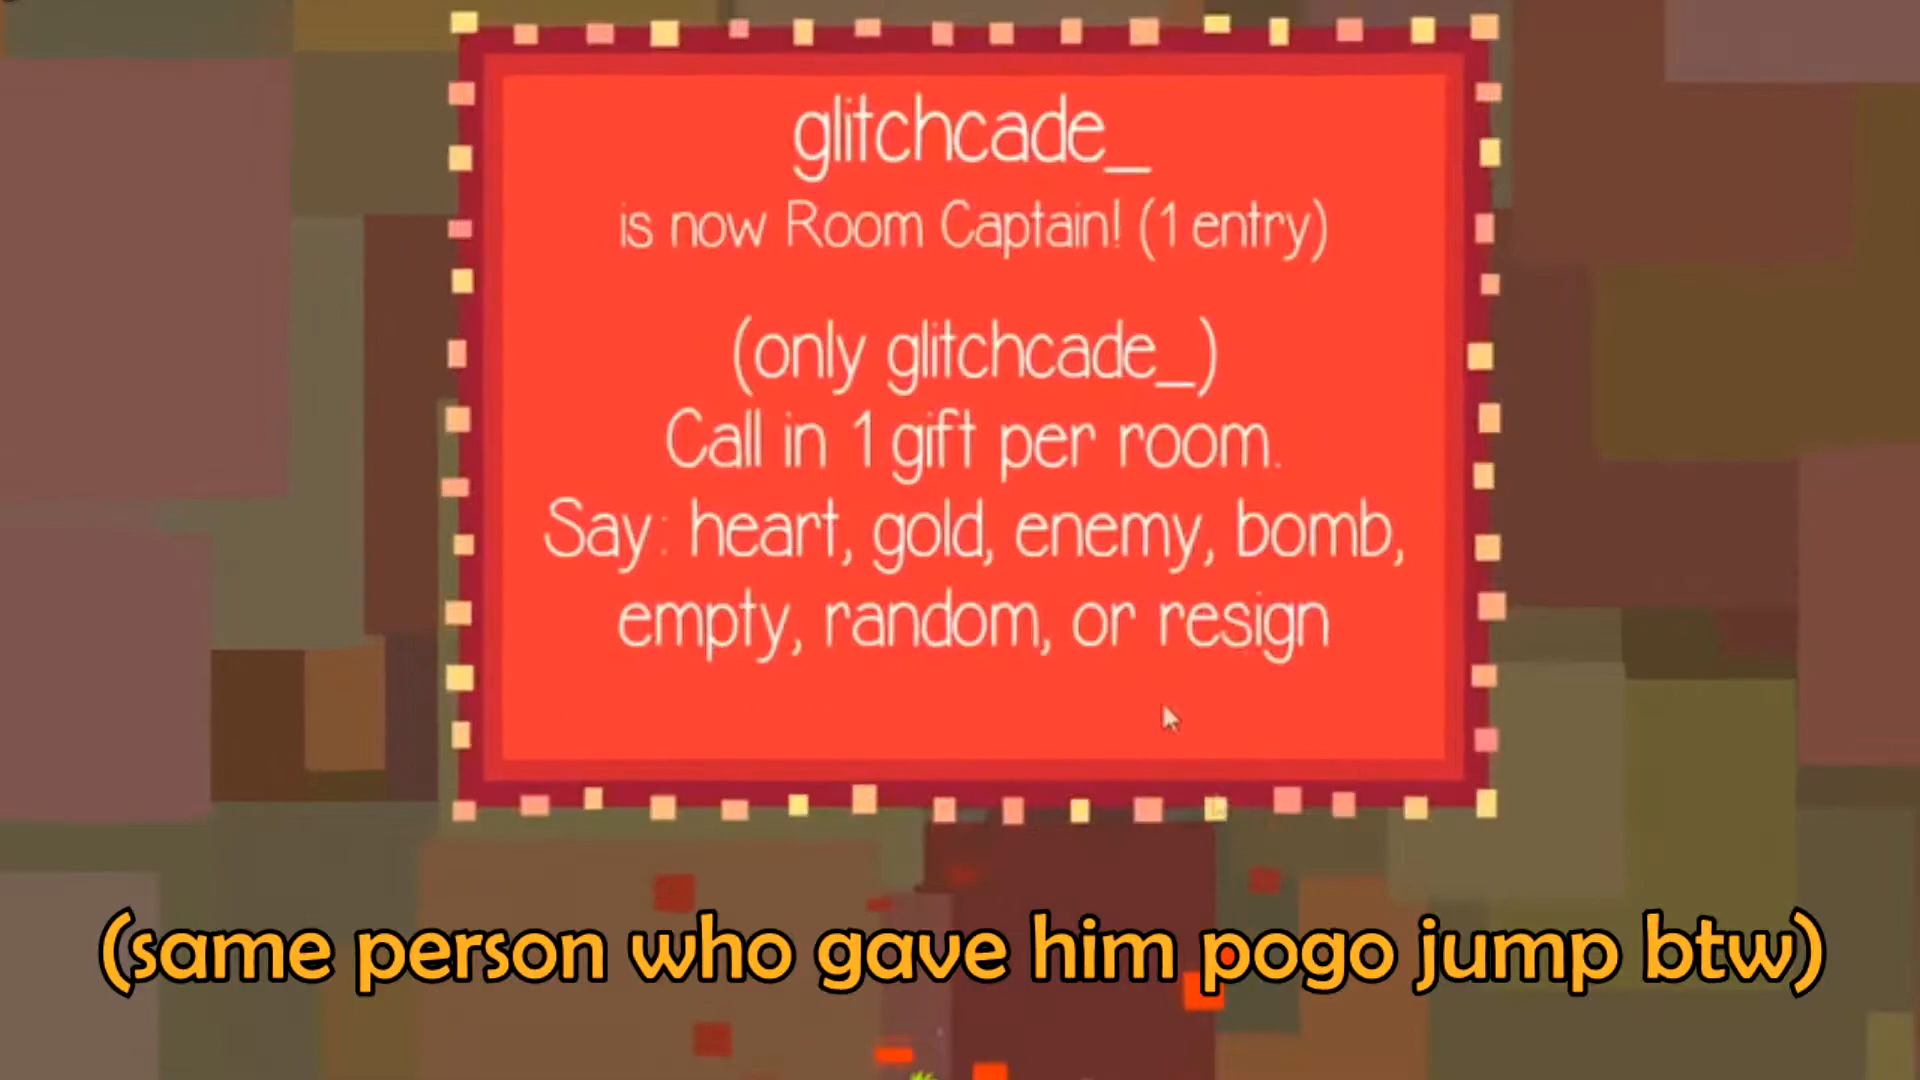 glitchcade_
is now Room Captain! (1 entry)
(only glitchcade_)
Call in 1 gift per room.
Say: heart, gold, enemy, bomb,
empty, random, or resign
(same person who gave him pogo jump btw)